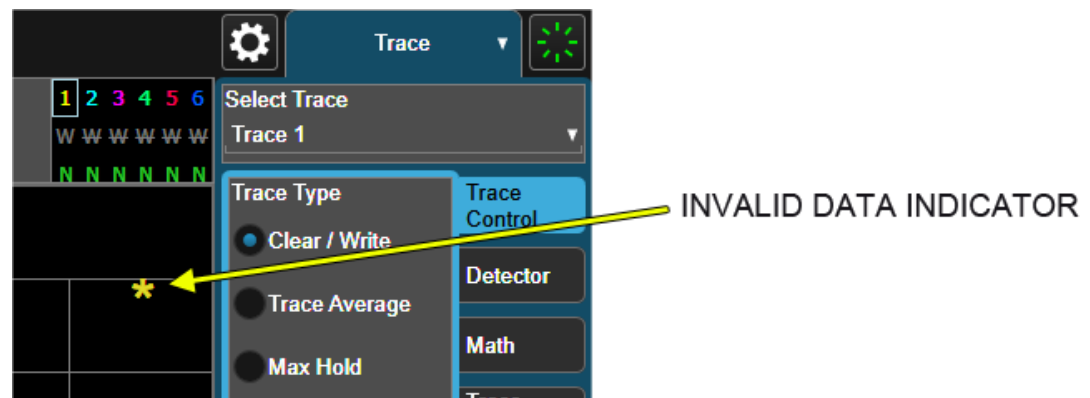 Trace
1 2 3 4 5 6
Select Trace
W W W W W W
Trace 1
N N N N N N
Trace Type
Trace
Control
INVALID DATA INDICATOR
Clear / Write
*
Detector
Trace Average
Math
Max Hold
Trace